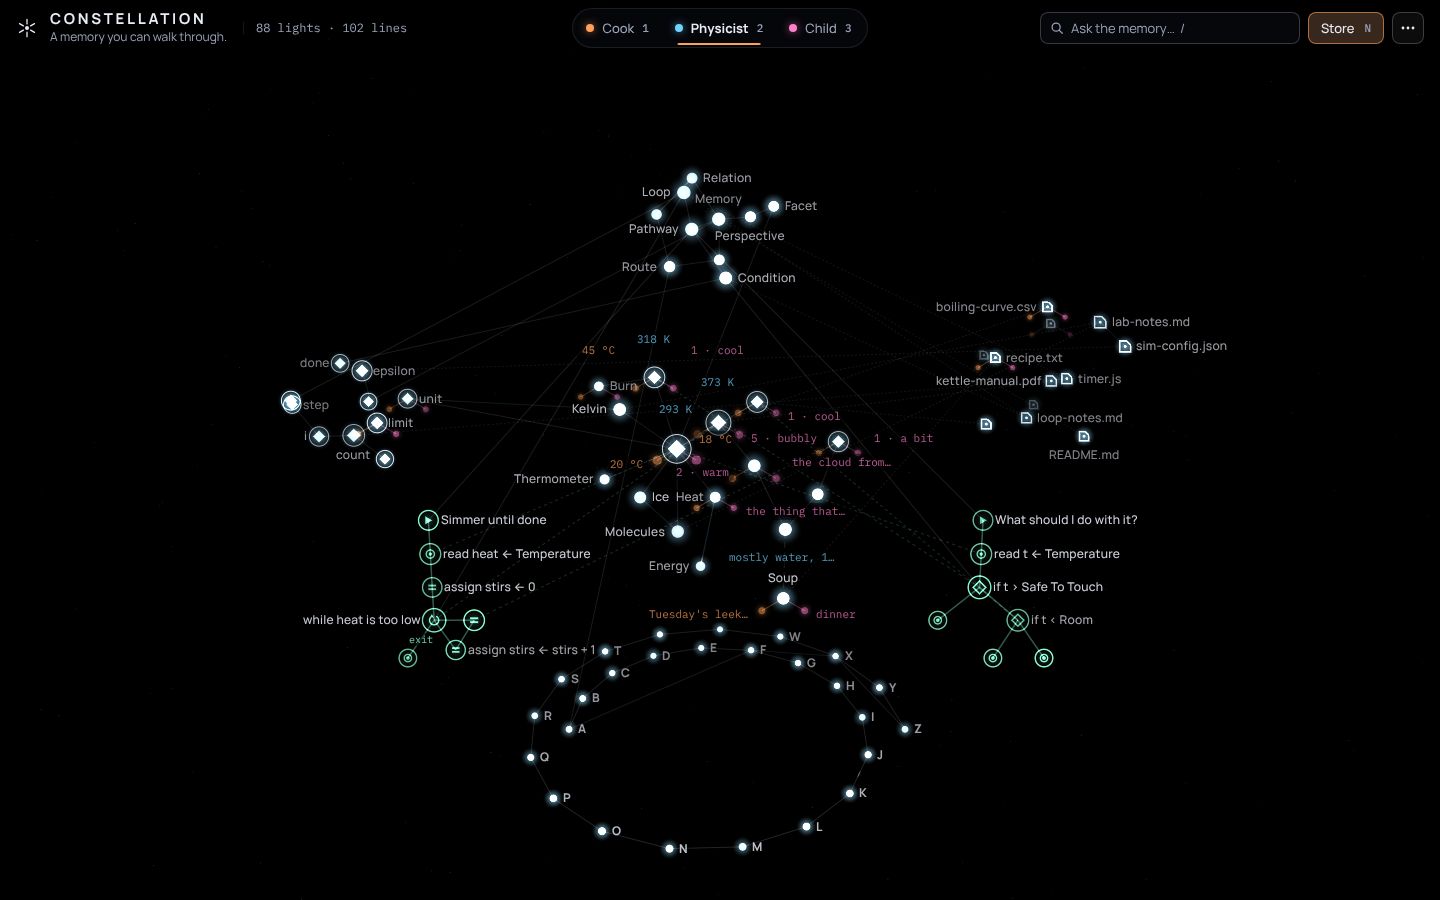 CONSTELLATION
A memory you can walk through.
88 lights · 102 lines
Cook 1
Physicist 2
Child 3
Ask the memory... /
Store N
Relation
Loop
Memory
Facet
Pathway
Perspective
Route
Condition
boiling-curve.csv
lab-notes.md
318 K
sim-config.json
45 °C
1 · cool
recipe.txt
done
epsilon
kettle-manual.pdf
timer.js
Burn
373 K
unit
step
Kelvin
293 K
1 · cool
loop-notes.md
limit
i
18 °C
5 · bubbly
1 · a bit
count
README.md
20 °C
the cloud from…
2 · warm
Thermometer
Ice
Heat
the thing that…
Simmer until done
What should I do with it?
Molecules
read heat ← Temperature
mostly water, 1…
read t ← Temperature
Energy
Soup
assign stirs ← 0
if t > Safe To Touch
Tuesday's leek…
dinner
while heat is too low
if t < Room
exit
assign stirs ← stirs + 1
T
W
D
E
F
X
S
C
G
B
H
Y
R
A
I
Z
Q
J
P
K
O
L
N
M